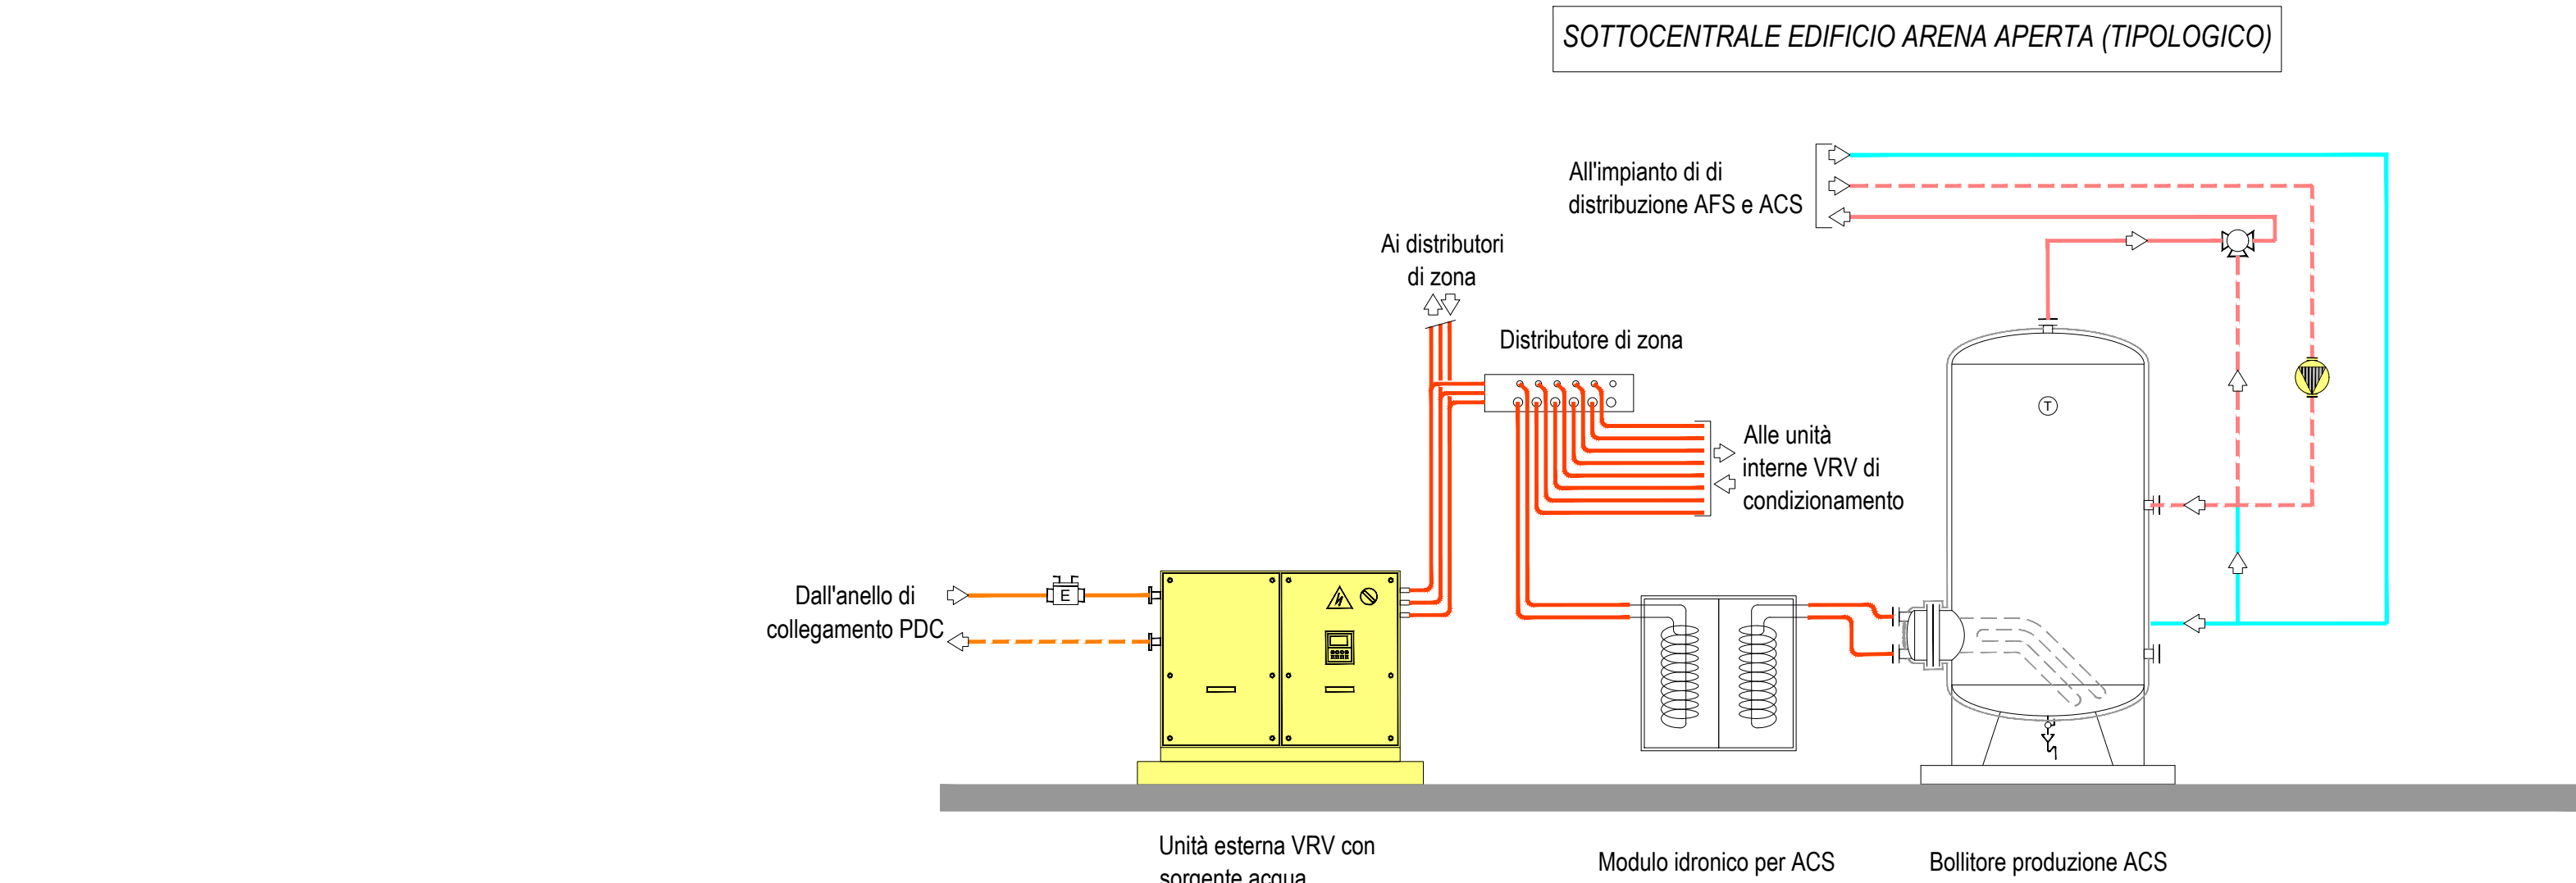 SOTTOCENTRALE EDIFICIO ARENA APERTA (TIPOLOGICO)
All'impianto di di
distribuzione AFS e ACS
Ai distributori
di zona
Distributore di zona
Alle unità
interne VRV di
condizionamento
T
Dall'anello di
collegamento PDC
E
Unità esterna VRV con
sorgente acqua
Modulo idronico per ACS
Bollitore produzione ACS